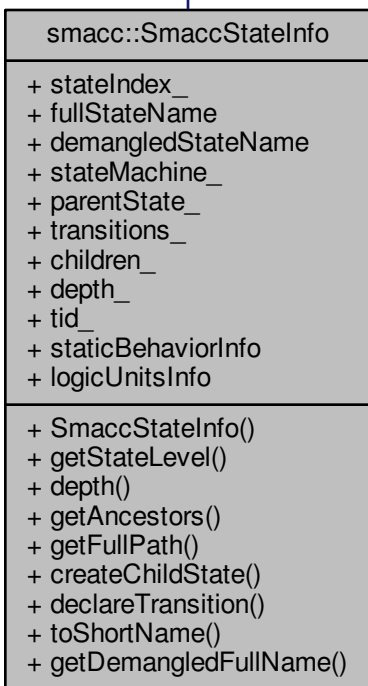 smacc::SmaccStateInfo
+ stateIndex_
+ fullStateName
+ demangledStateName
+ stateMachine_
+ parentState_
+ transitions_
+ children_
+ depth_
+ tid_
+ staticBehaviorInfo
+ logicUnitsInfo
+ SmaccStateInfo()
+ getStateLevel()
+ depth()
+ getAncestors()
+ getFullPath()
+ createChildState()
+ declareTransition()
+ toShortName()
+ getDemangledFullName()